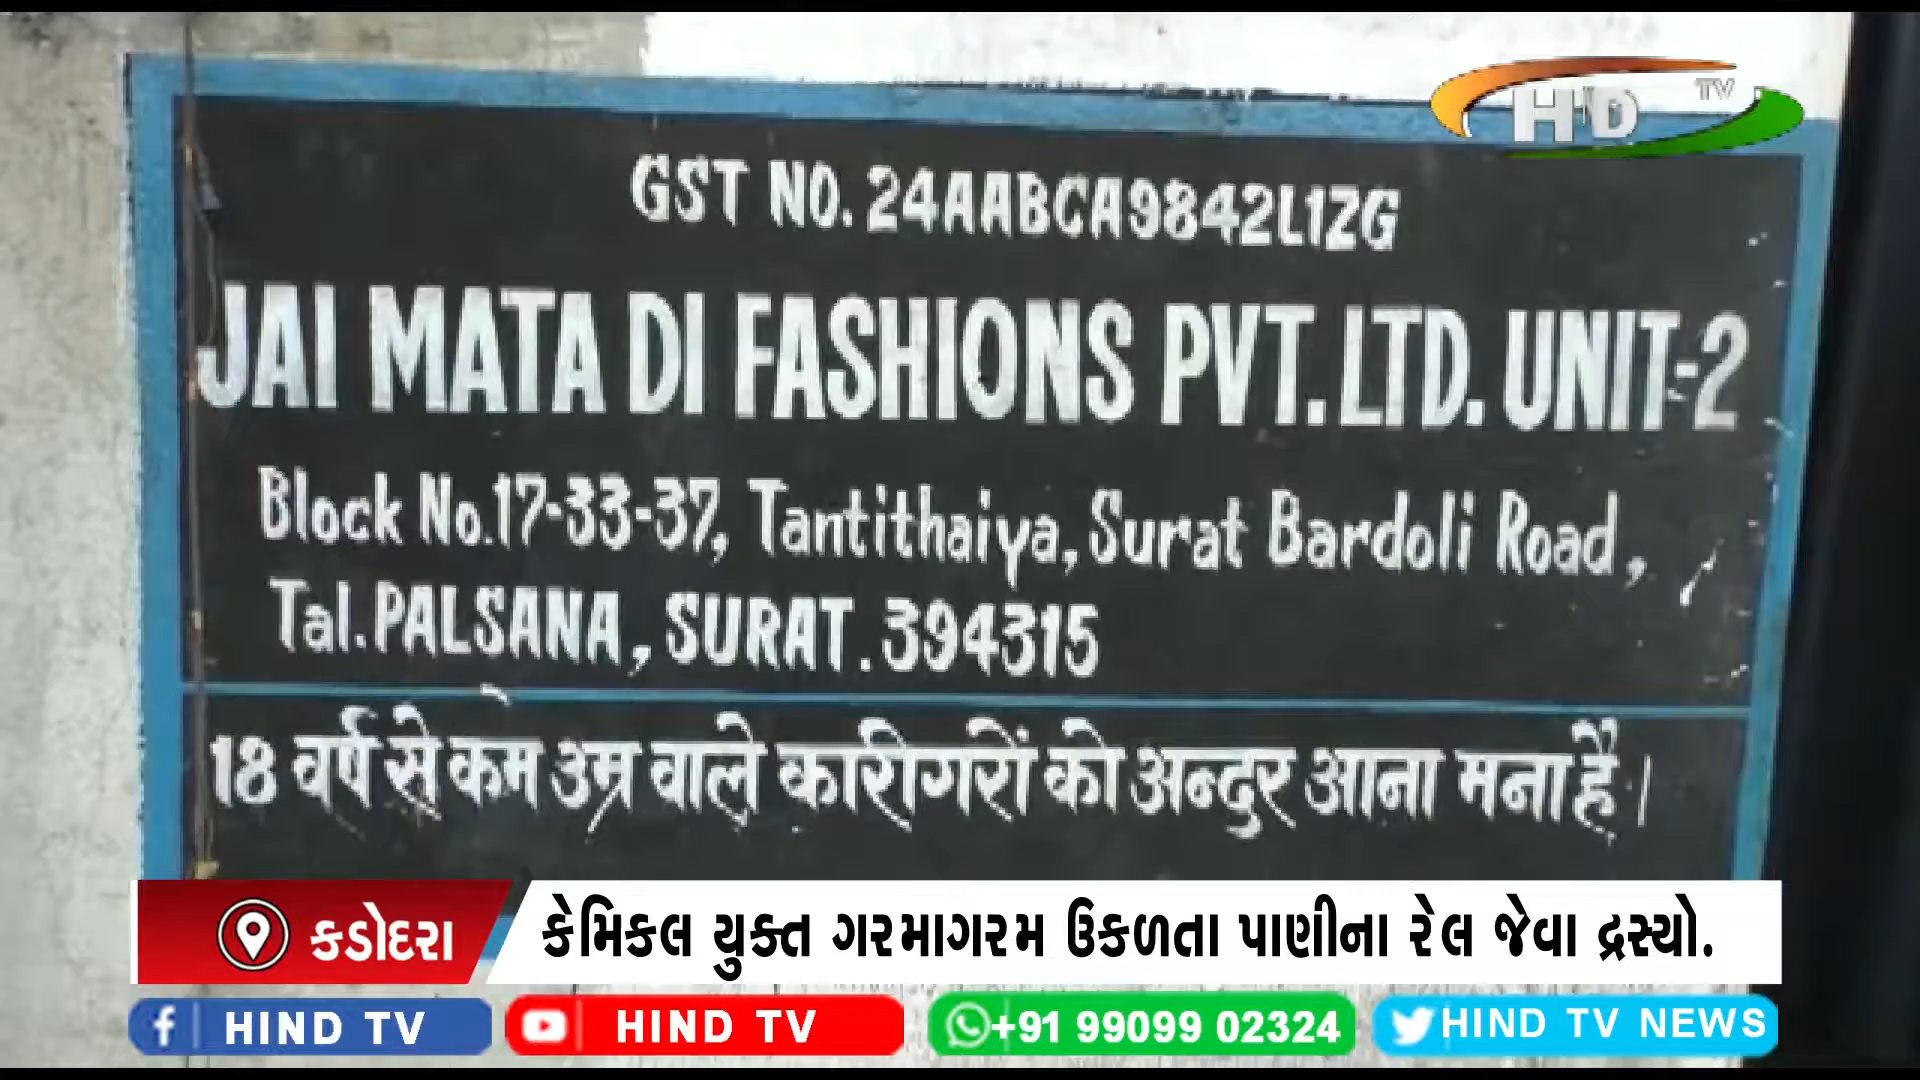 HIND TV
GST NO. 24AABCA9842L1ZG
JAI MATA DI FASHIONS PVT. LTD. UNIT-2
Block No.17-33-37, Tantithaiya, Surat Bardoli Road,
Tal. PALSANA, SURAT. 394315
18 वर्ष से कम उम्र वाले कारीगरों को अन्दुर आना मना है।
કડોદરા
કેમિકલ યુક્ત ગરમાગરમ ઉકળતા પાણીના રેલ જેવા દ્રસ્યો.
HIND TV
HIND TV
+91 99099 02324
HIND TV NEWS